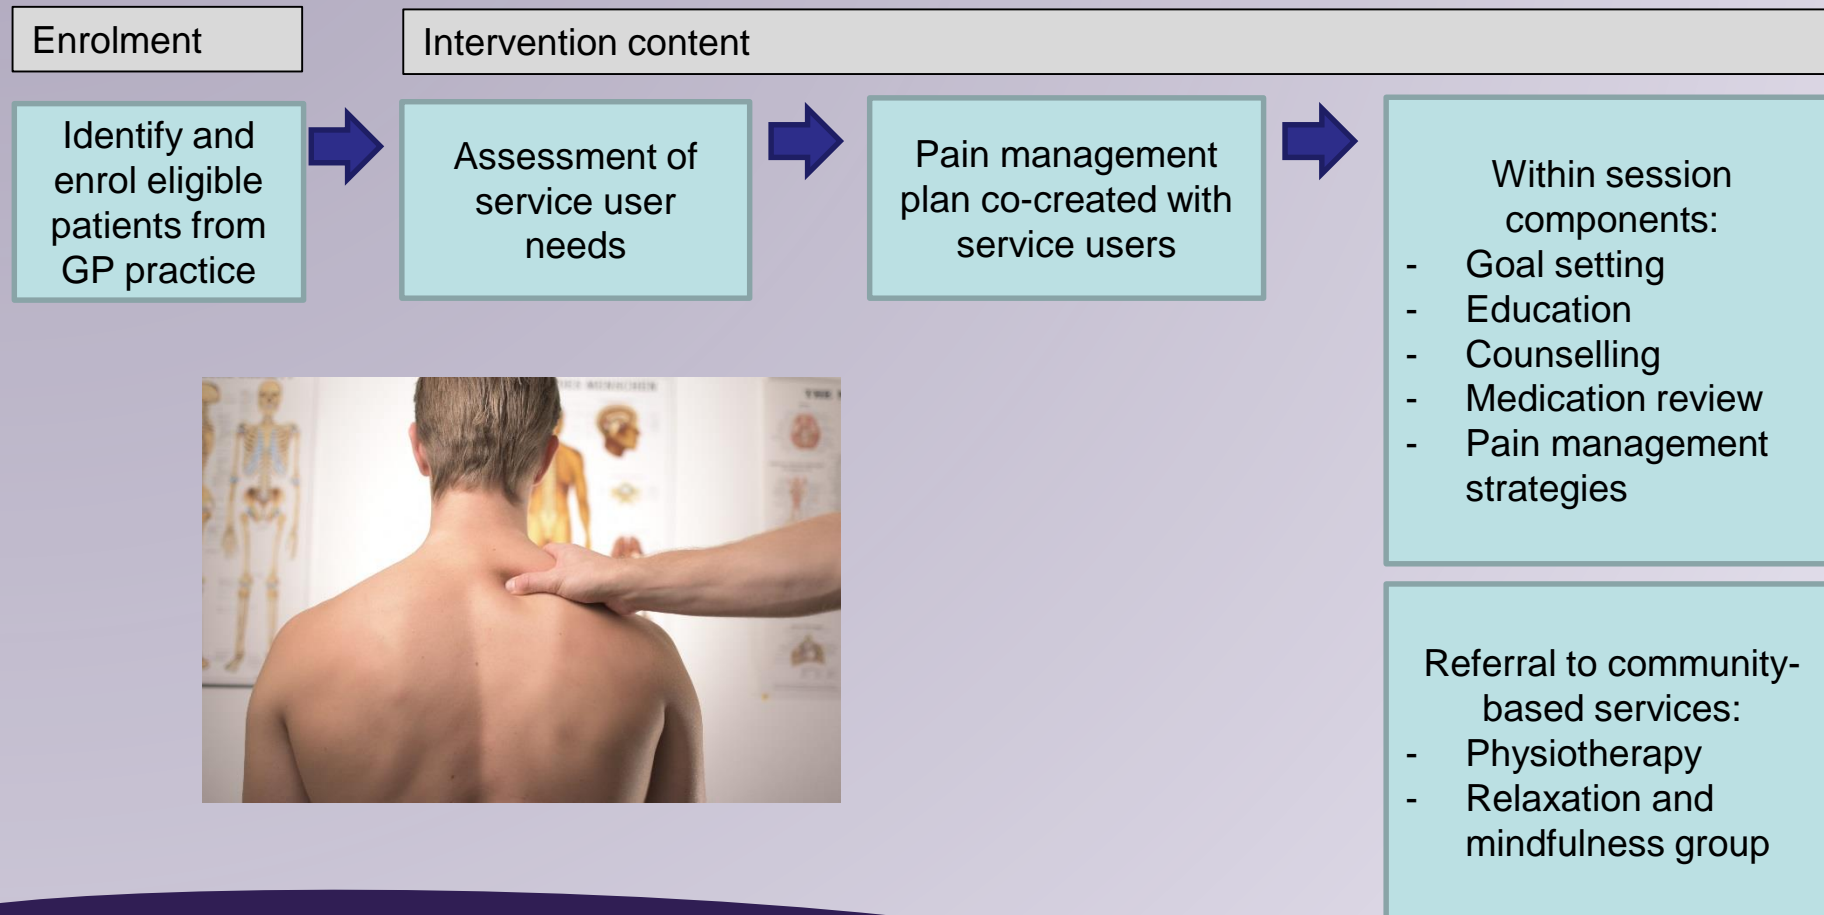 Enrolment
Intervention content
Identify and
enrol eligible
patients from
GP practice
Assessment of
service user
needs
Pain management
plan co-created with
service users
Within session
components:
- Goal setting
- Education
- Counselling
- Medication review
- Pain management
strategies
Referral to community-
based services:
- Physiotherapy
- Relaxation and
mindfulness group